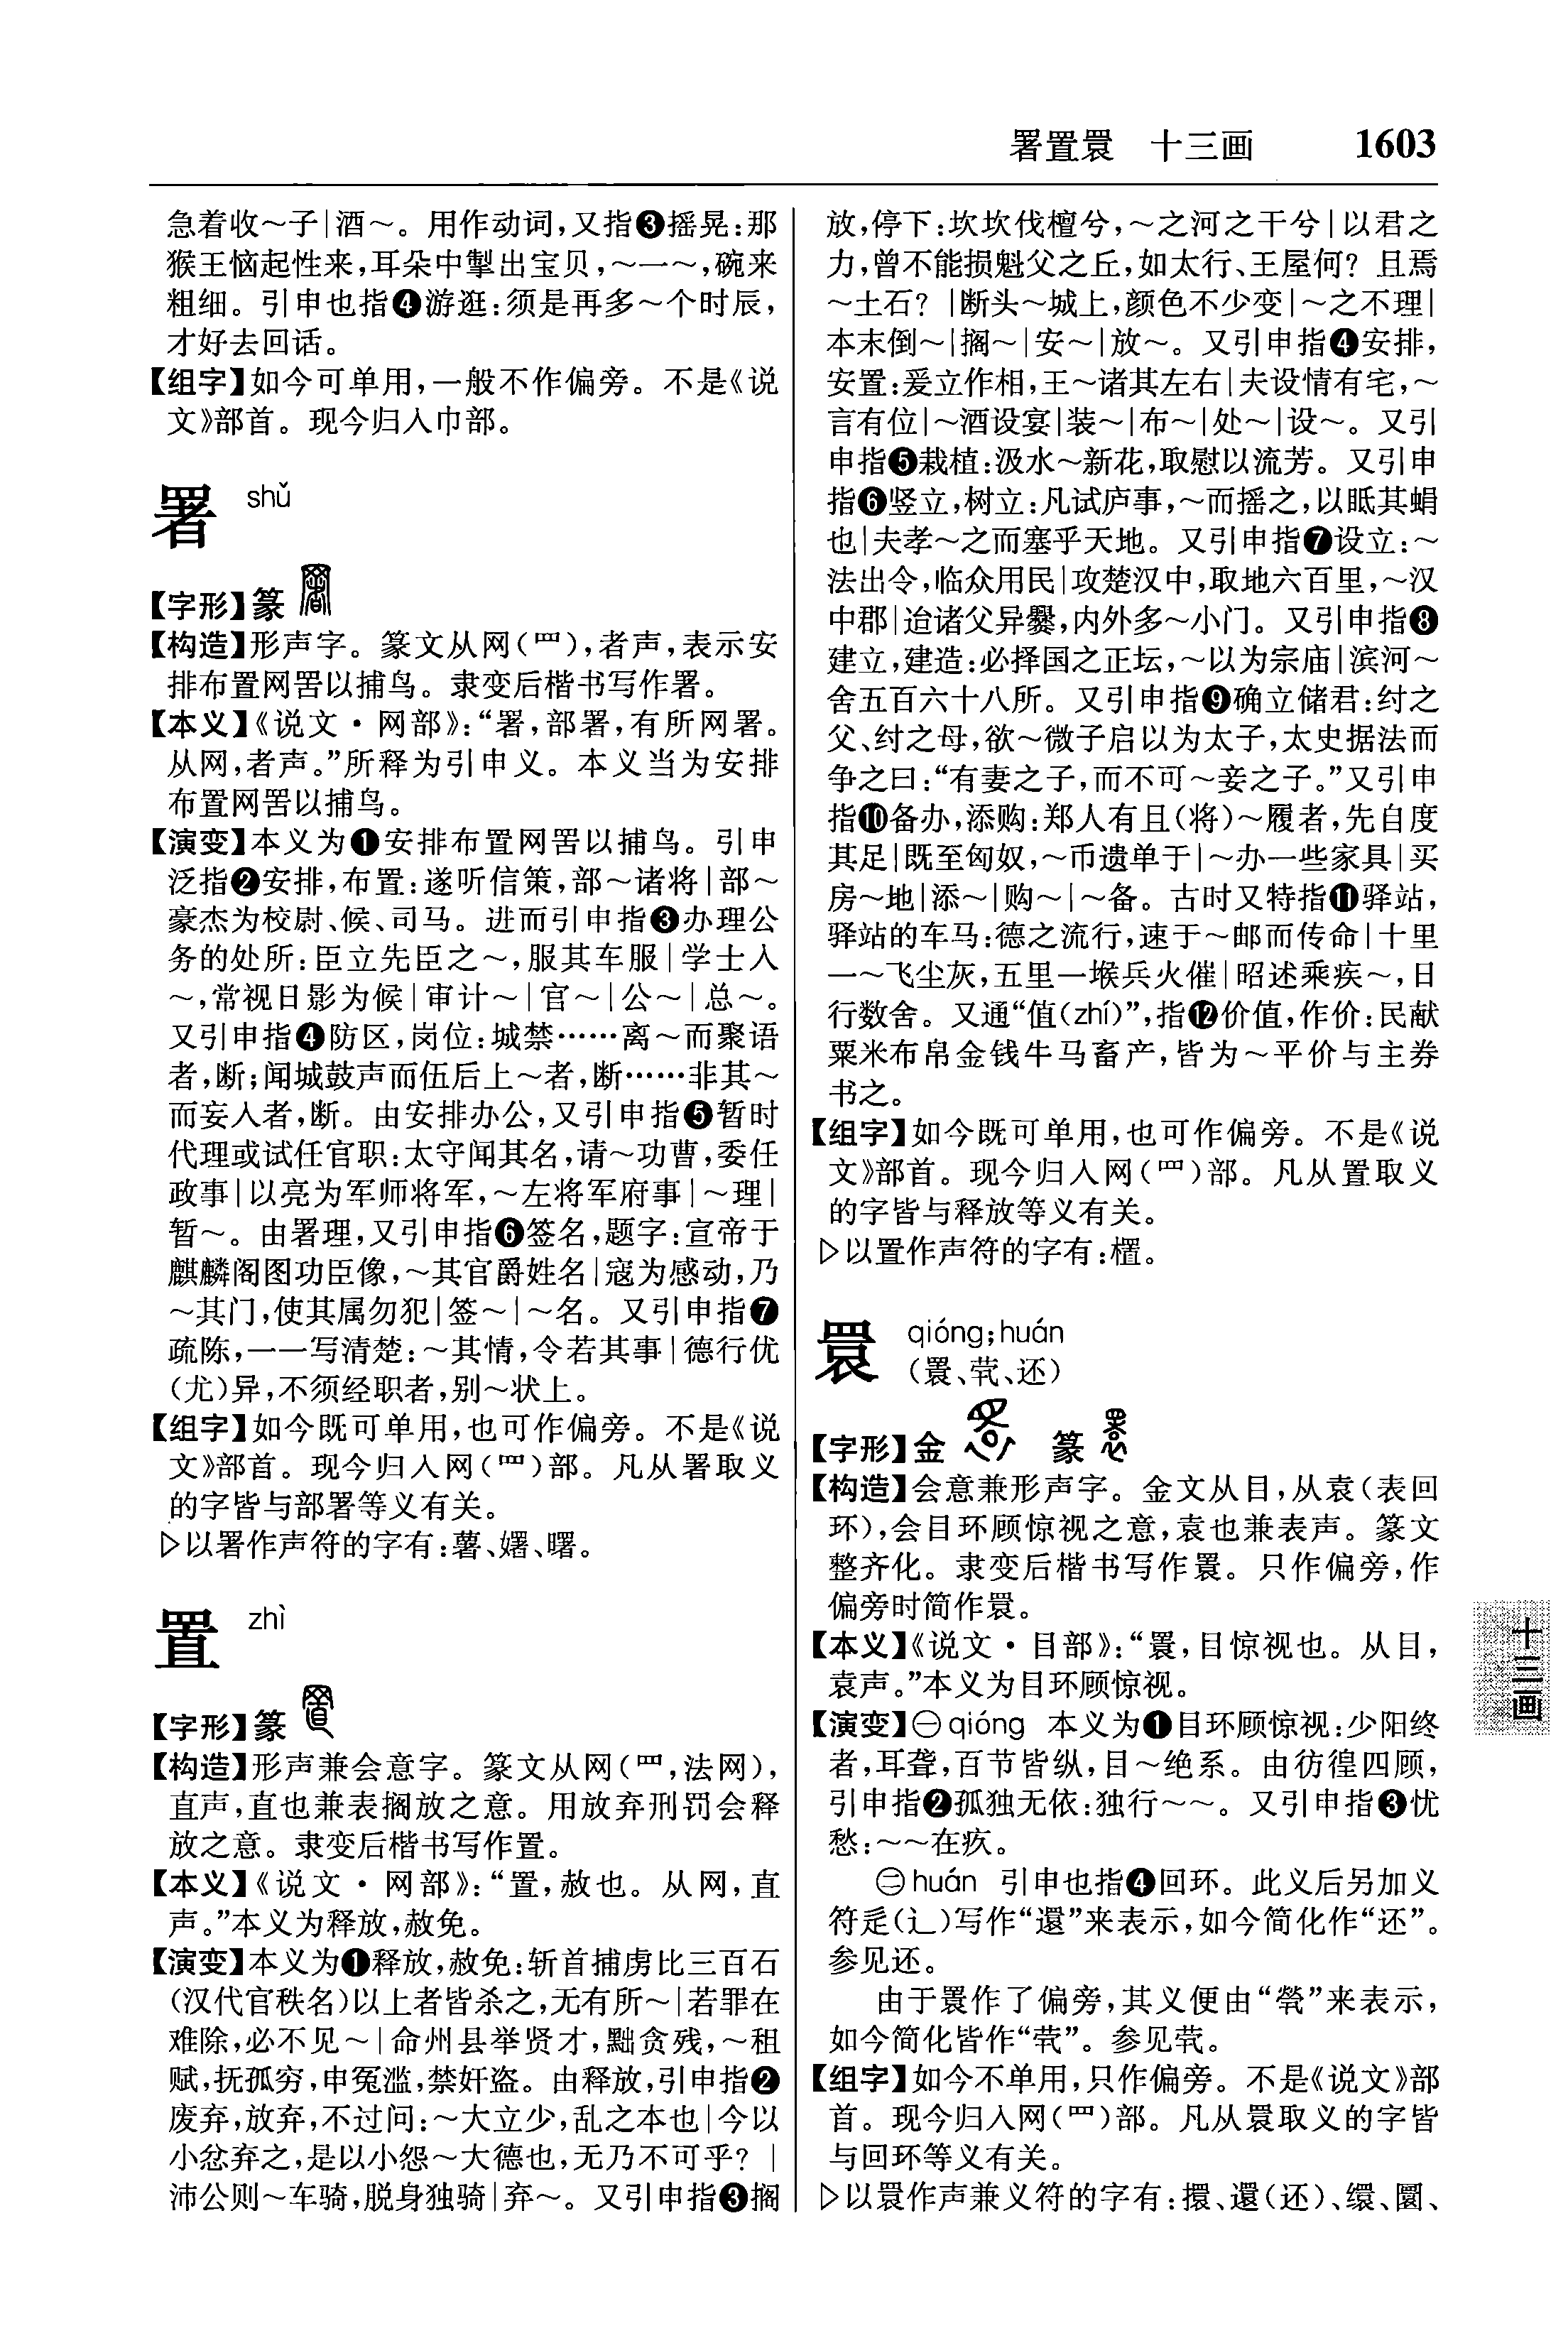 署置睘 十三画 1603
急着收～子|酒～。用作动词，又指❸摇晃：那
猴王恼起性来，耳朵中掣出宝贝，～一～，碗来
粗细。引申也指❹游逛：须是再多～个时辰，
才好去回话。
【组字】如今可单用，一般不作偏旁。不是《说
文》部首。现今归入巾部。
署 shǔ
【字形】篆
【构造】形声字。篆文从网(罒)，者声，表示安
排布置网罟以捕鸟。隶变后楷书写作署。
【本义】《说文·网部》：“署，部署，有所网署。
从网，者声。”所释为引申义。本义当为安排
布置网罟以捕鸟。
【演变】本义为❶安排布置网罟以捕鸟。引申
泛指❷安排，布置：遂听信策，部～诸将|部～
豪杰为校尉、候、司马。进而引申指❸办理公
务的处所：臣立先臣之～，服其车服|学士入
～，常视日影为候|审计～|官～|公～|总～。
又引申指❹防区，岗位：城禁……离～而聚语
者，断；闻城鼓声而伍后上～者，断……非其～
而妄入者，断。由安排办公，又引申指❺暂时
代理或试任官职：太守闻其名，请～功曹，委任
政事|以亮为军师将军，～左将军府事|～理|
暂～。由署理，又引申指❻签名，题字：宣帝于
麒麟阁图功臣像，～其官爵姓名|寇为感动，乃
～其门，使其属勿犯|签～|～名。又引申指❼
疏陈，一一写清楚：～其情，令若其事|德行优
(尤)异，不须经职者，别～状上。
【组字】如今既可单用，也可作偏旁。不是《说
文》部首。现今归入网(罒)部。凡从署取义
的字皆与部署等义有关。
▷以署作声符的字有：薯、㻿、曙。
置 zhì
【字形】篆
【构造】形声兼会意字。篆文从网(罒，法网)，
直声，直也兼表搁放之意。用放弃刑罚会释
放之意。隶变后楷书写作置。
【本义】《说文·网部》：“置，赦也。从网，直
声。”本义为释放，赦免。
【演变】本义为❶释放，赦免：斩首捕虏比三百石
(汉代官秩名)以上者皆杀之，无有所～|若罪在
难除，必不见～|命州县举贤才，黜贪残，～租
赋，抚孤穷，申冤滥，禁奸盗。由释放，引申指❷
废弃，放弃，不过问：～大立少，乱之本也|今以
小忿弃之，是以小怨～大德也，无乃不可乎？|
沛公则～车骑，脱身独骑|弃～。又引申指❸搁
放，停下：坎坎伐檀兮，～之河之干兮|以君之
力，曾不能损魁父之丘，如太行、王屋何？且焉
～土石？|断头～城上，颜色不少变|～之不理|
本末倒～|搁～|安～|放～。又引申指❹安排，
安置：爰立作相，王～诸其左右|夫设情有宅，～
言有位|～酒设宴|装～|布～|处～|设～。又引
申指❺栽植：汲水～新花，取慰以流芳。又引申
指❻竖立，树立：凡试庐事，～而摇之，以眡其蜎
也|夫孝～之而塞乎天地。又引申指❼设立：～
法出令，临众用民|攻楚汉中，取地六百里，～汉
中郡|迨诸父异爨，内外多～小门。又引申指❽
建立，建造：必择国之正坛，～以为宗庙|滨河～
舍五百六十八所。又引申指❾确立储君：纣之
父、纣之母，欲～微子启以为太子，太史据法而
争之曰：“有妻之子，而不可～妾之子。”又引申
指❿备办，添购：郑人有且(将)～履者，先自度
其足|既至匈奴，～币遗单于|～办一些家具|买
房～地|添～|购～|～备。古时又特指⓫驿站，
驿站的车马：德之流行，速于～邮而传命|十里
一～飞尘灰，五里一堠兵火催|昭述乘疾～，日
行数舍。又通“值(zhí)”，指⓬价值，作价：民献
粟米布帛金钱牛马畜产，皆为～平价与主券
书之。
【组字】如今既可单用，也可作偏旁。不是《说
文》部首。现今归入网(罒)部。凡从置取义
的字皆与释放等义有关。
▷以置作声符的字有：㯰。
睘 qióng；huán
(瞏、茕、还)
【字形】金 篆
【构造】会意兼形声字。金文从目，从袁(表回
环)，会目环顾惊视之意，袁也兼表声。篆文
整齐化。隶变后楷书写作瞏。只作偏旁，作
偏旁时简作睘。
【本义】《说文·目部》：“瞏，目惊视也。从目，
袁声。”本义为目环顾惊视。
【演变】㊀qióng 本义为❶目环顾惊视：少阳终
者，耳聋，百节皆纵，目～绝系。由彷徨四顾，
引申指❷孤独无依：独行～～。又引申指❸忧
愁：～～在疚。
㊁huán 引申也指❹回环。此义后另加义
符辵(辶)写作“還”来表示，如今简化作“还”。
参见还。
由于睘作了偏旁，其义便由“煢”来表示，
如今简化皆作“茕”。参见茕。
【组字】如今不单用，只作偏旁。不是《说文》部
首。现今归入网(罒)部。凡从睘取义的字皆
与回环等义有关。
▷以睘作声兼义符的字有：擐、還(还)、缳、圜、
十三画